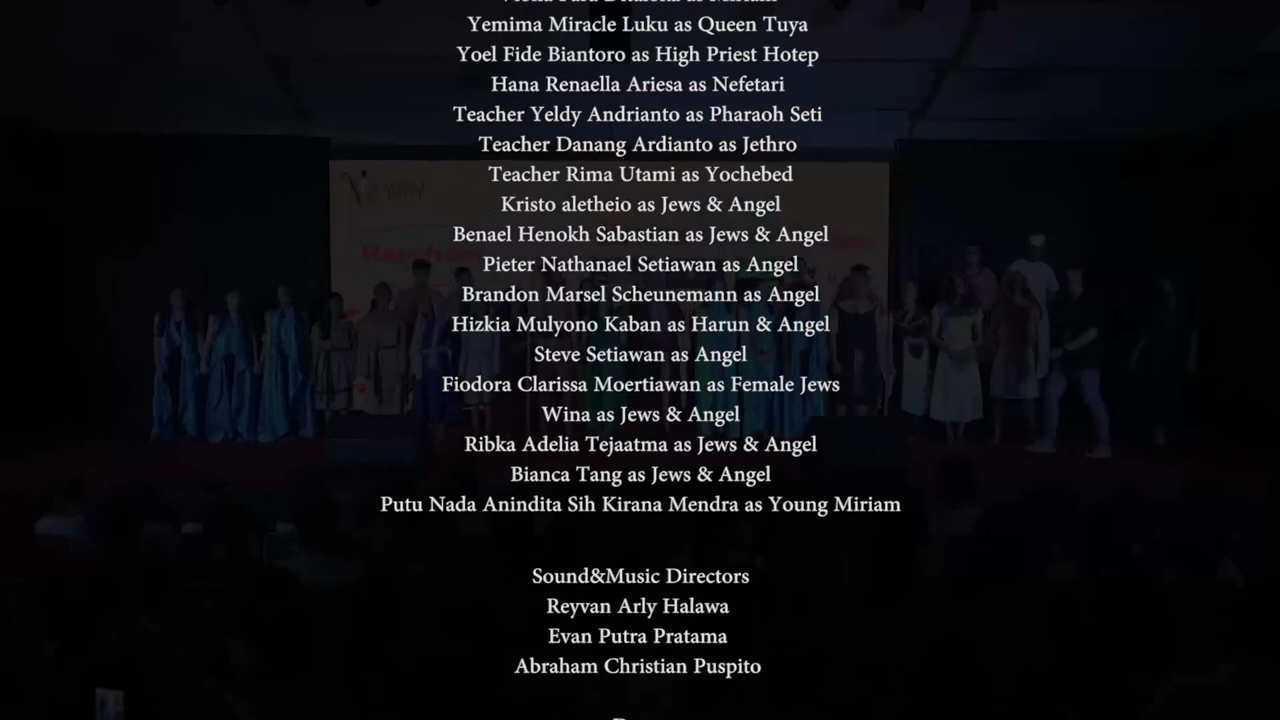 as Miriam
Yemima Miracle Luku as Queen Tuya
Yoel Fide Biantoro as High Priest Hotep
Hana Renaella Ariesa as Nefetari
Teacher Yeldy Andrianto as Pharaoh Seti
Teacher Danang Ardianto as Jethro
Teacher Rima Utami as Yochebed
Kristo aletheio as Jews & Angel
Benael Henokh Sabastian as Jews & Angel
Pieter Nathanael Setiawan as Angel
Brandon Marsel Scheunemann as Angel
Hizkia Mulyono Kaban as Harun & Angel
Steve Setiawan as Angel
Fiodora Clarissa Moertiawan as Female Jews
Wina as Jews & Angel
Ribka Adelia Tejaatma as Jews & Angel
Bianca Tang as Jews & Angel
Putu Nada Anindita Sih Kirana Mendra as Young Miriam
Sound&Music Directors
Reyvan Arly Halawa
Evan Putra Pratama
Abraham Christian Puspito